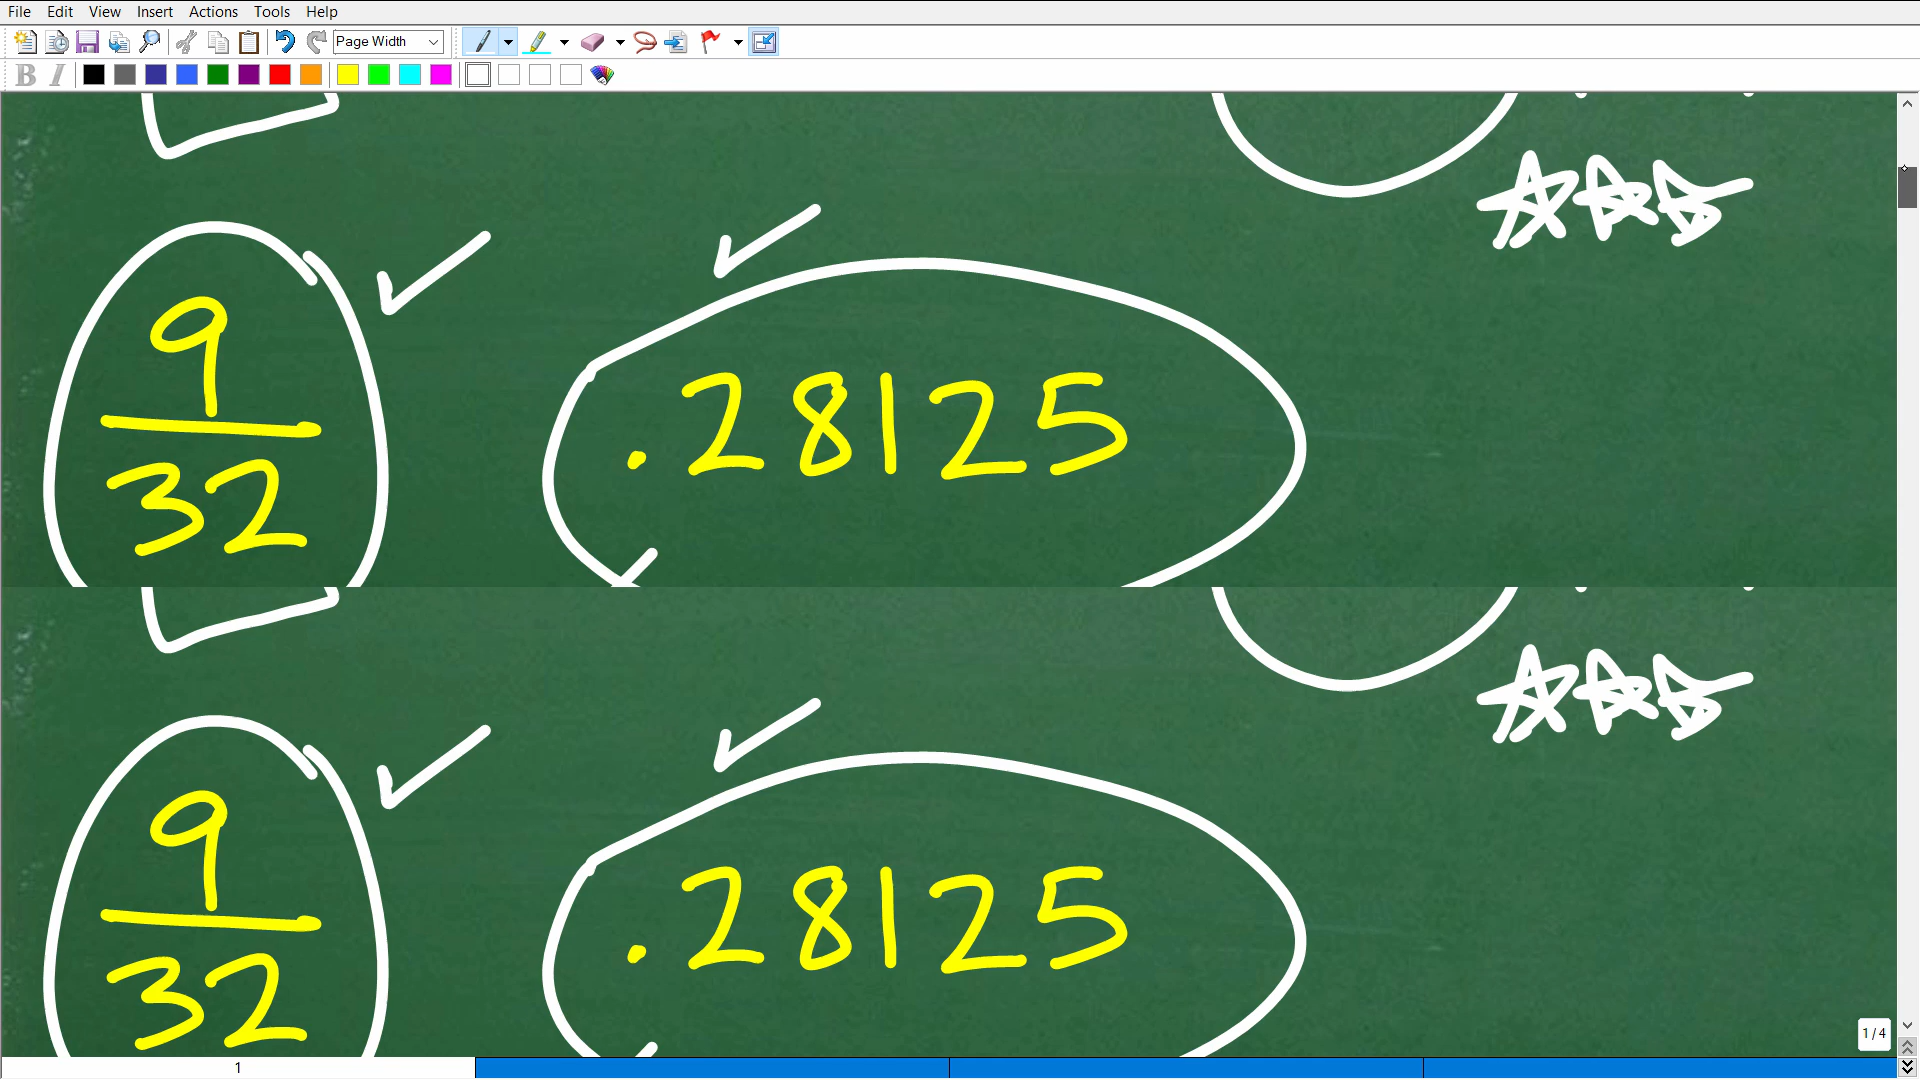 File Edit View Insert Actions Tools Help
Page Width
B I
9/32 .28125
9/32 .28125
1 / 4
1